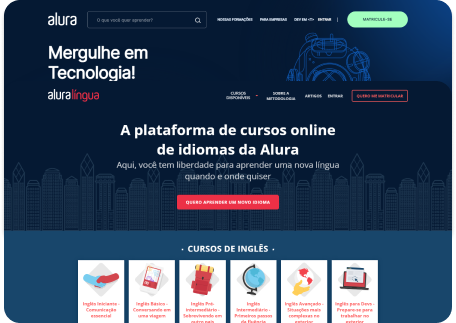 alura
O que você quer aprender?
NOSSAS FORMAÇÕES
PARA EMPRESAS
DEV EM <T>
ENTRAR
MATRICULE-SE
Mergulhe em
Tecnologia!
aluralíngua
CURSOS
DISPONÍVEIS
SOBRE A
METODOLOGIA
ARTIGOS
ENTRAR
QUERO ME MATRICULAR
A plataforma de cursos online
de idiomas da Alura
Aqui, você tem liberdade para aprender uma nova língua
quando e onde quiser
QUERO APRENDER UM NOVO IDIOMA
• CURSOS DE INGLÊS •
Inglês Iniciante -
Comunicação
essencial
Inglês Básico -
Conversando em
uma viagem
Inglês Pré-
Intermediário -
Sobrevivendo em
outro país
Inglês
Intermediário -
Primeiros passos
da fluência
Inglês Avançado -
Situações mais
complexas no
exterior
Inglês para Devs -
Prepare-se para
trabalhar no
exterior